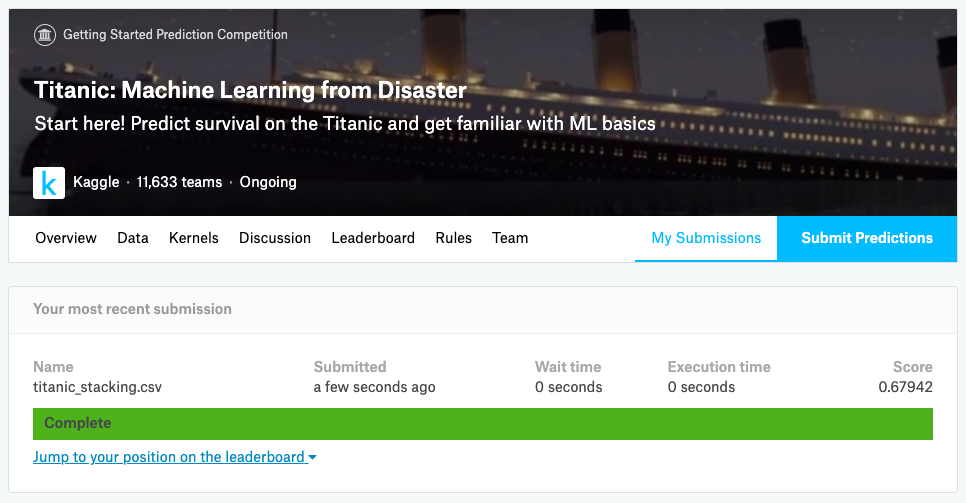 Getting Started Prediction Competition
Titanic: Machine Learning from Disaster
Start here! Predict survival on the Titanic and get familiar with ML basics
k Kaggle · 11,633 teams · Ongoing
Overview Data Kernels Discussion Leaderboard Rules Team My Submissions Submit Predictions
Your most recent submission
Name Submitted Wait time Execution time Score
titanic_stacking.csv a few seconds ago 0 seconds 0 seconds 0.67942
Complete
Jump to your position on the leaderboard